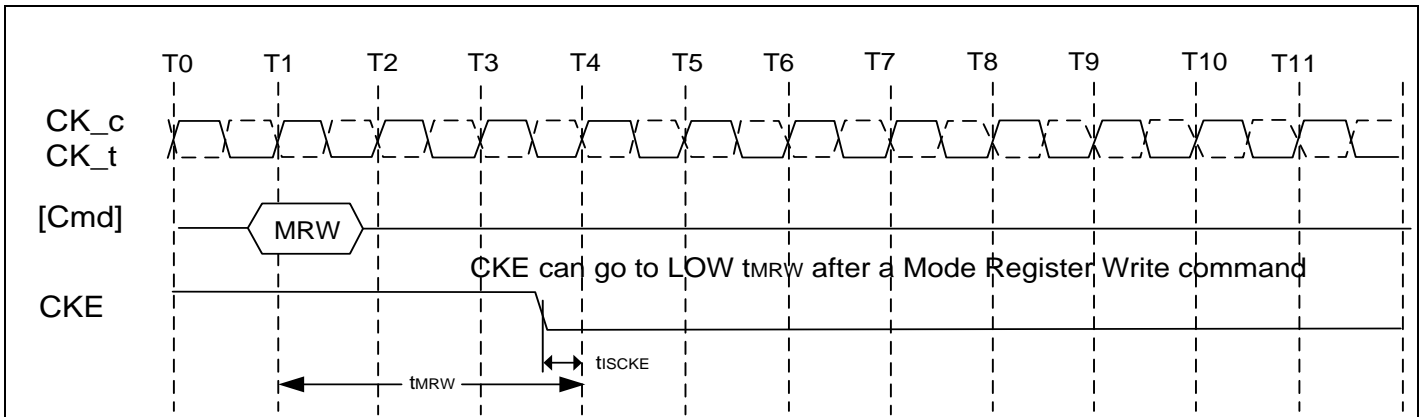 T0 T1 T2 T3 T4 T5 T6 T7 T8 T9 T10 T11
CK_c
CK_t
[Cmd]
MRW
CKE can go to LOW tMRW after a Mode Register Write command
CKE
tISCKE
tMRW